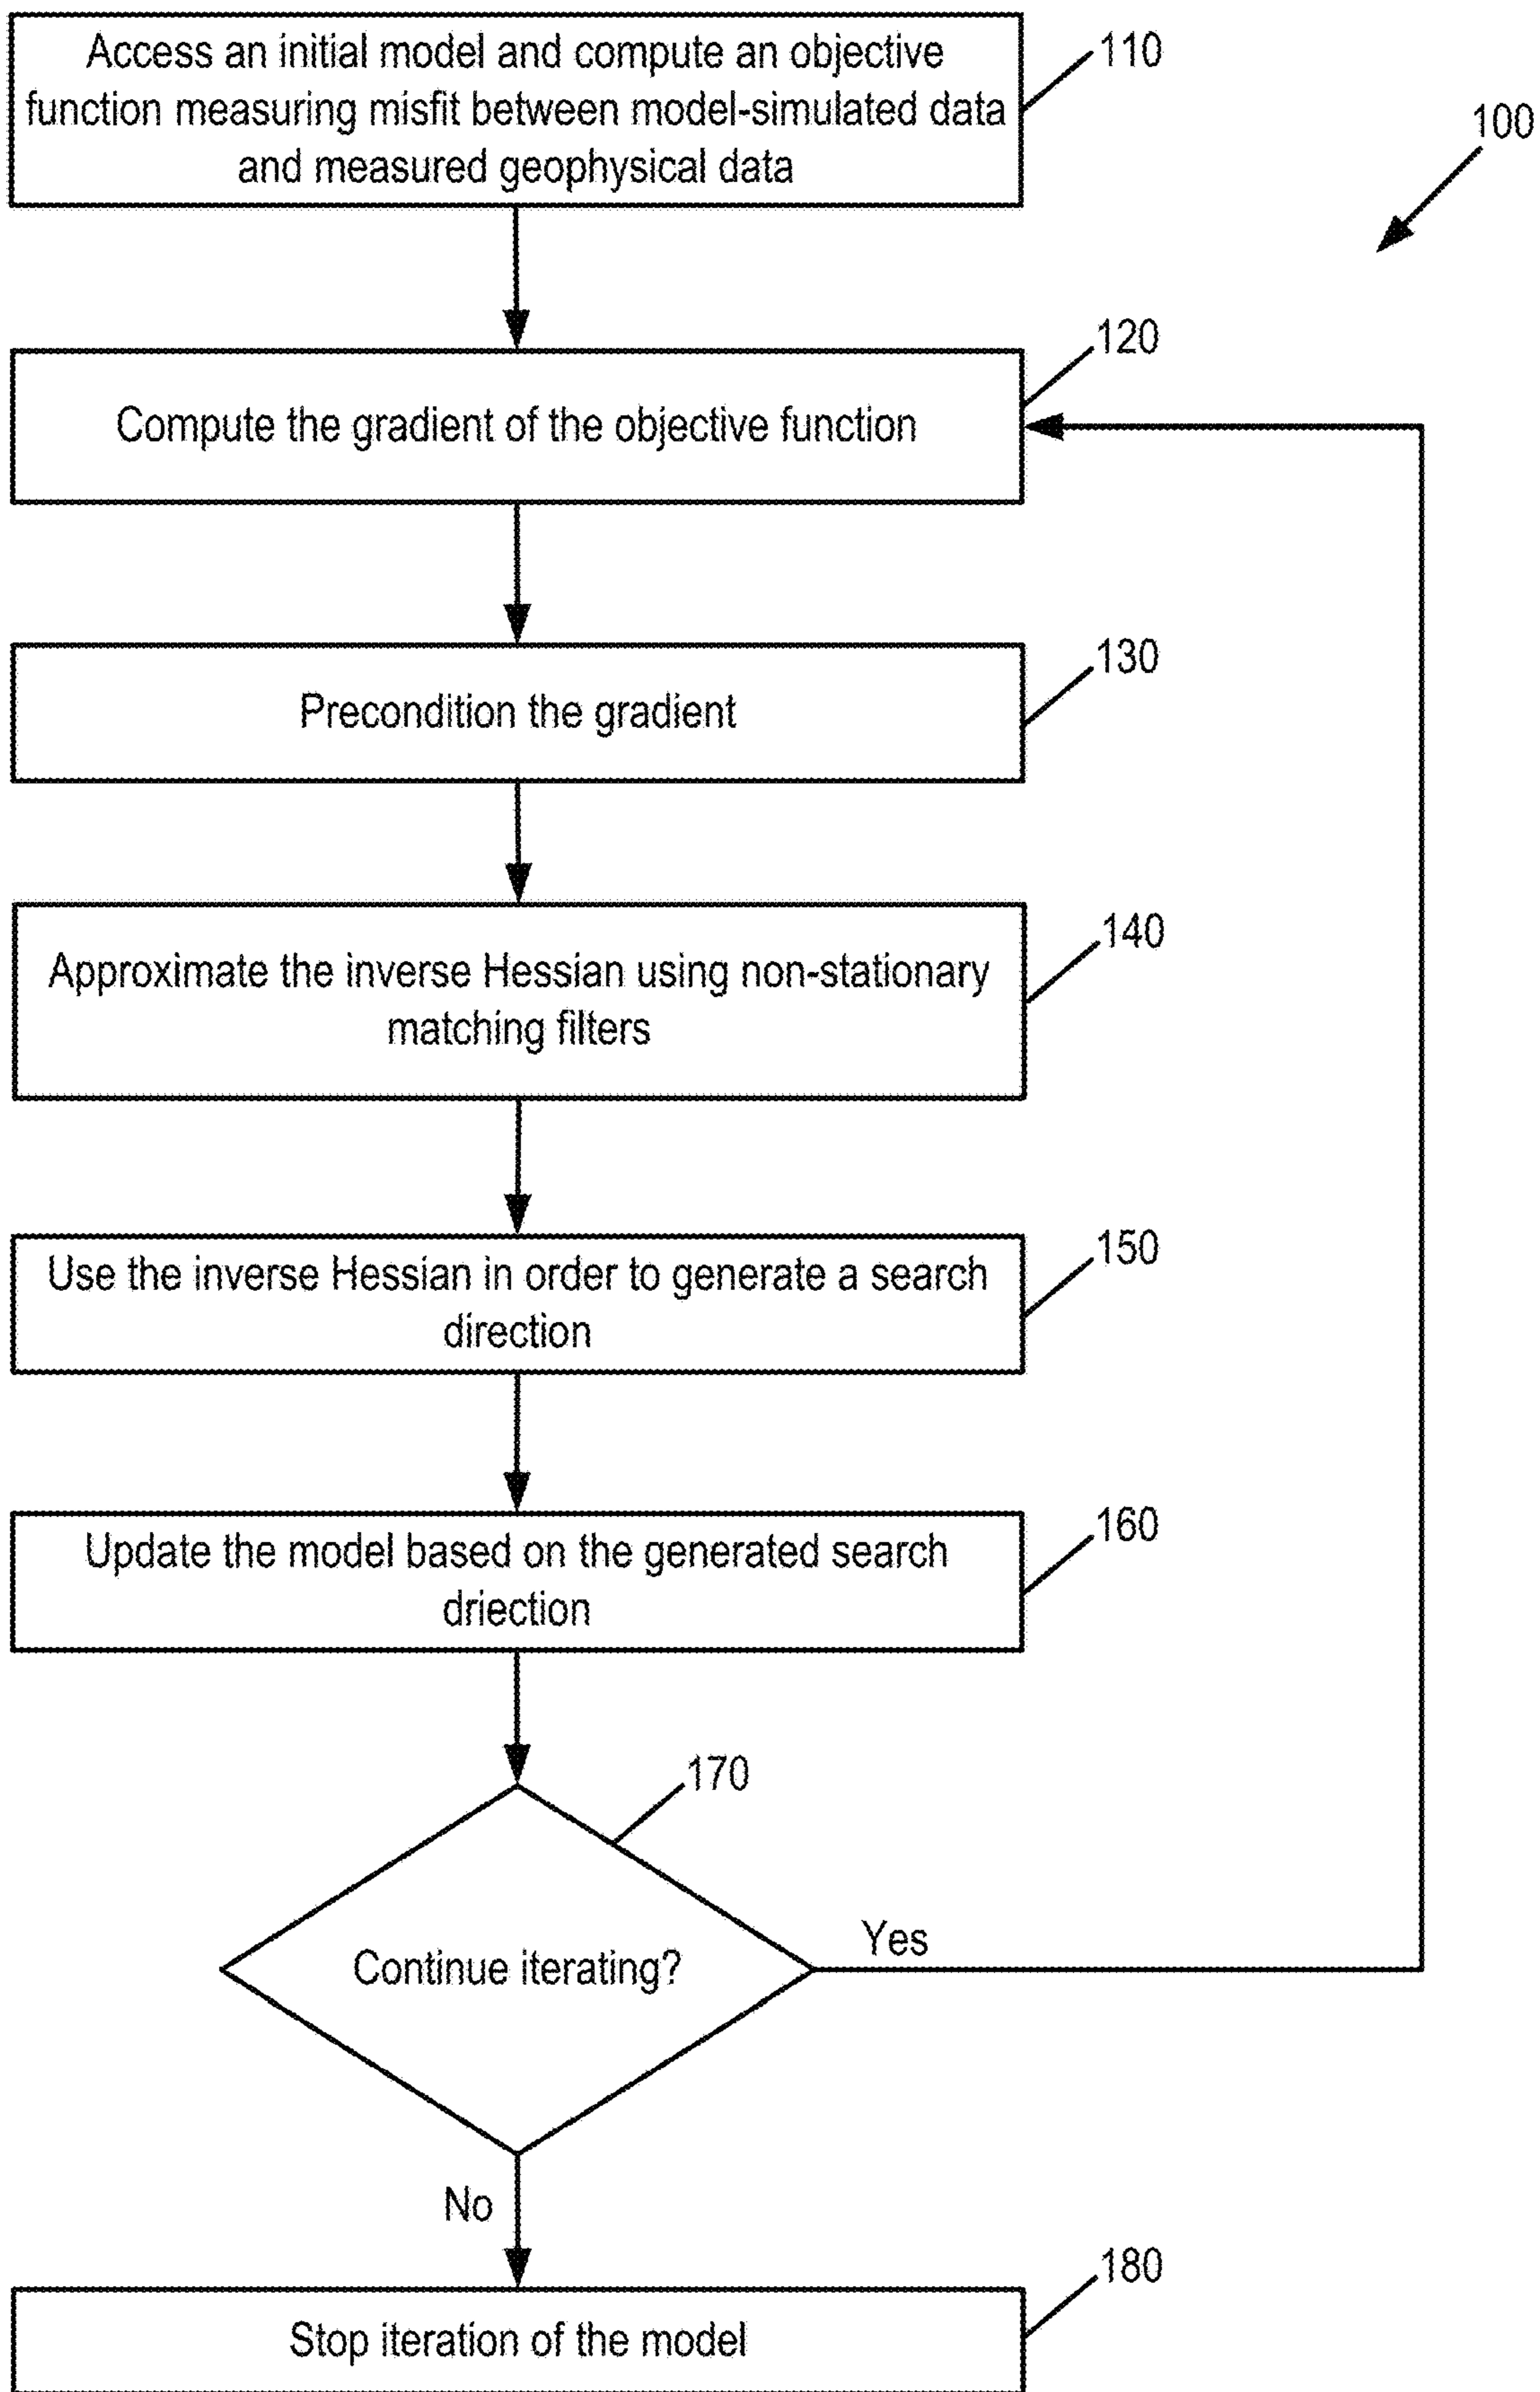 Access an initial model and compute an objective
function measuring misfit between model-simulated data
and measured geophysical data
110
100
Compute the gradient of the objective function
120
Precondition the gradient
130
Approximate the inverse Hessian using non-stationary
matching filters
140
Use the inverse Hessian in order to generate a search
direction
150
Update the model based on the generated search
driection
160
170
Continue iterating?
Yes
No
Stop iteration of the model
180